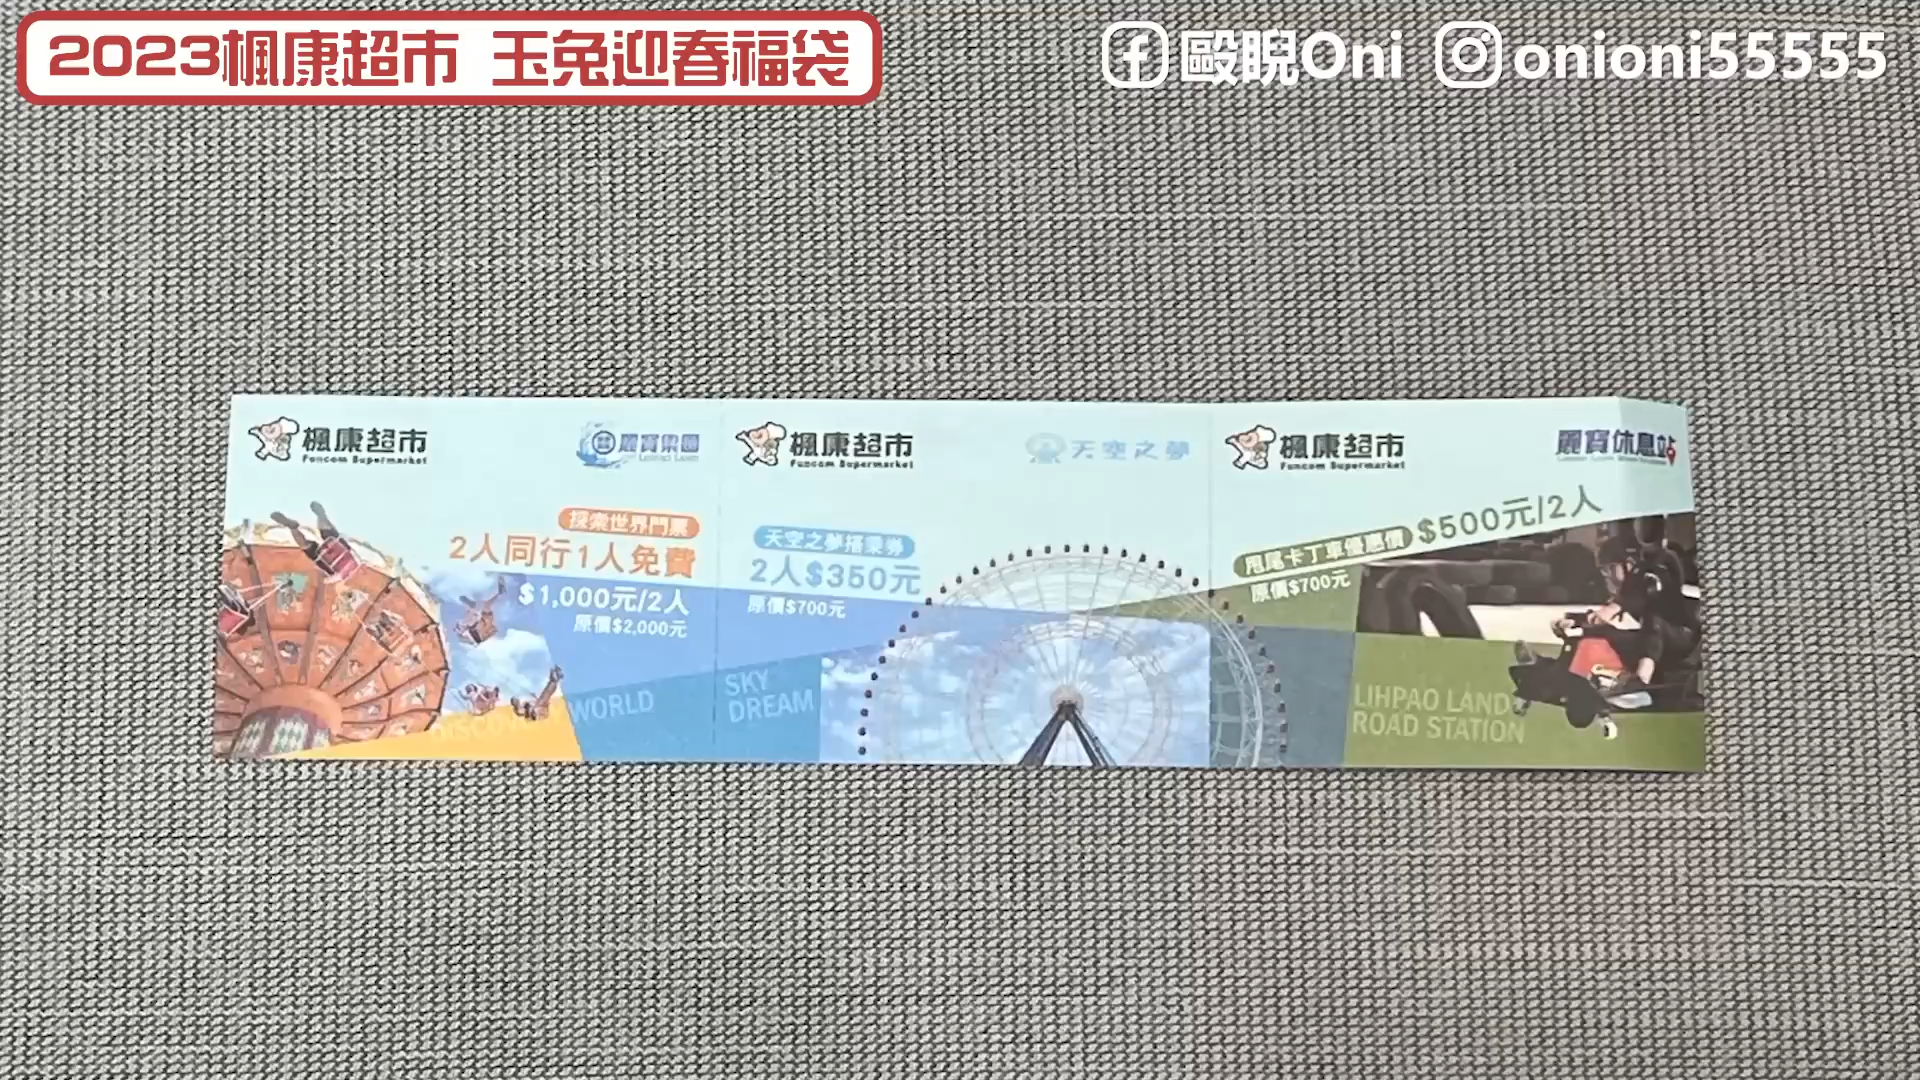 2023楓康超市 玉兔迎春福袋
毆睨Oni
onioni55555
楓康超市
Funcom Supermarket
探索世界門票
2人同行1人免費
$1,000元/2人
原價$2,000元
DISCOVERY WORLD
楓康超市
Funcom Supermarket
天空之夢
天空之夢搭乘券
2人$350元
原價$700元
SKY
DREAM
楓康超市
Funcom Supermarket
麗寶休息站
甩尾卡丁車優惠價 $500元/2人
原價$700元
LIHPAO LAND
ROAD STATION